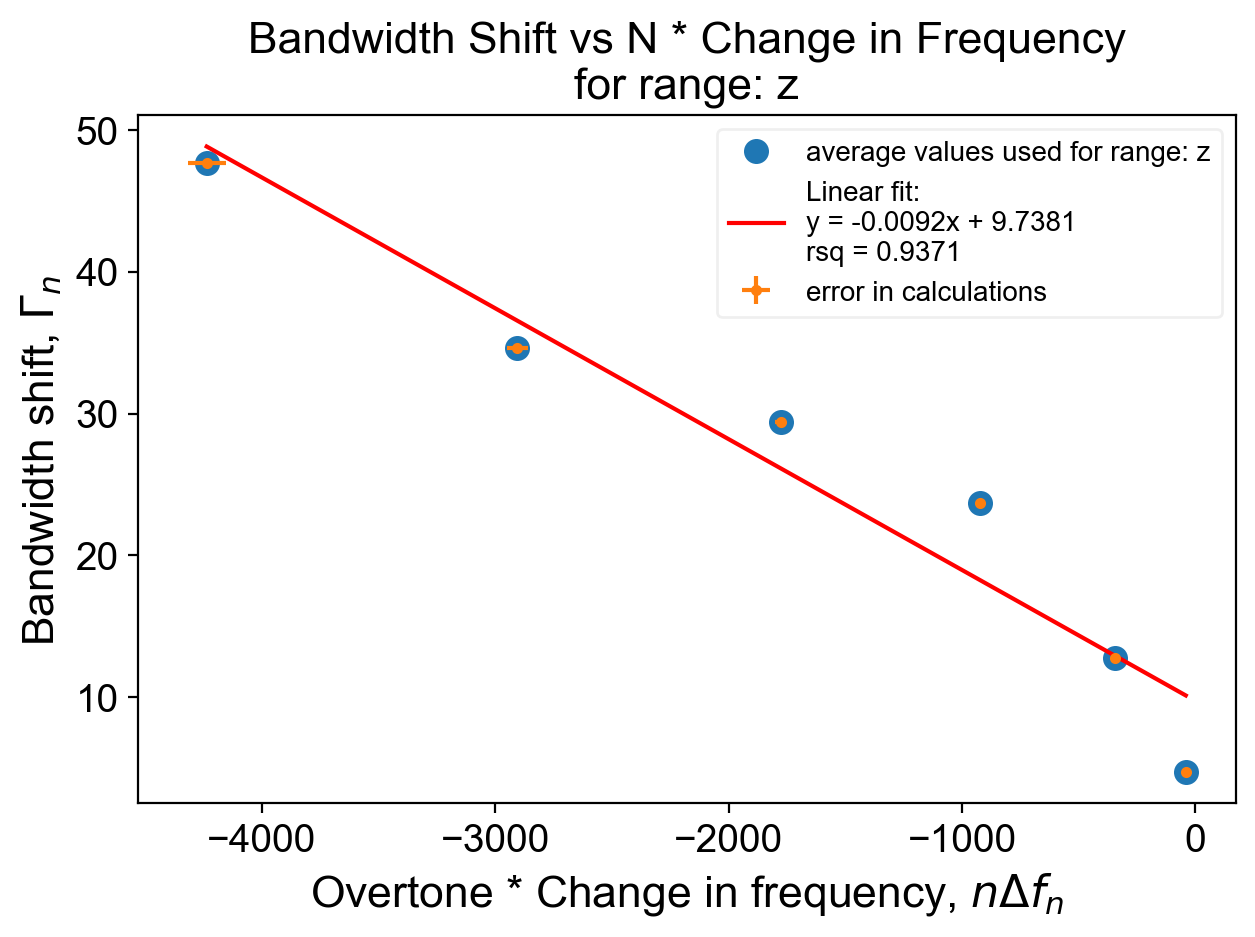 Bandwidth Shift vs N * Change in Frequency
for range: z
average values used for range: z
Linear fit:
y = -0.0092x + 9.7381
rsq = 0.9371
error in calculations
Bandwidth shift, Γₙ
50
40
30
20
10
−4000 −3000 −2000 −1000 0
Overtone * Change in frequency, nΔfₙ